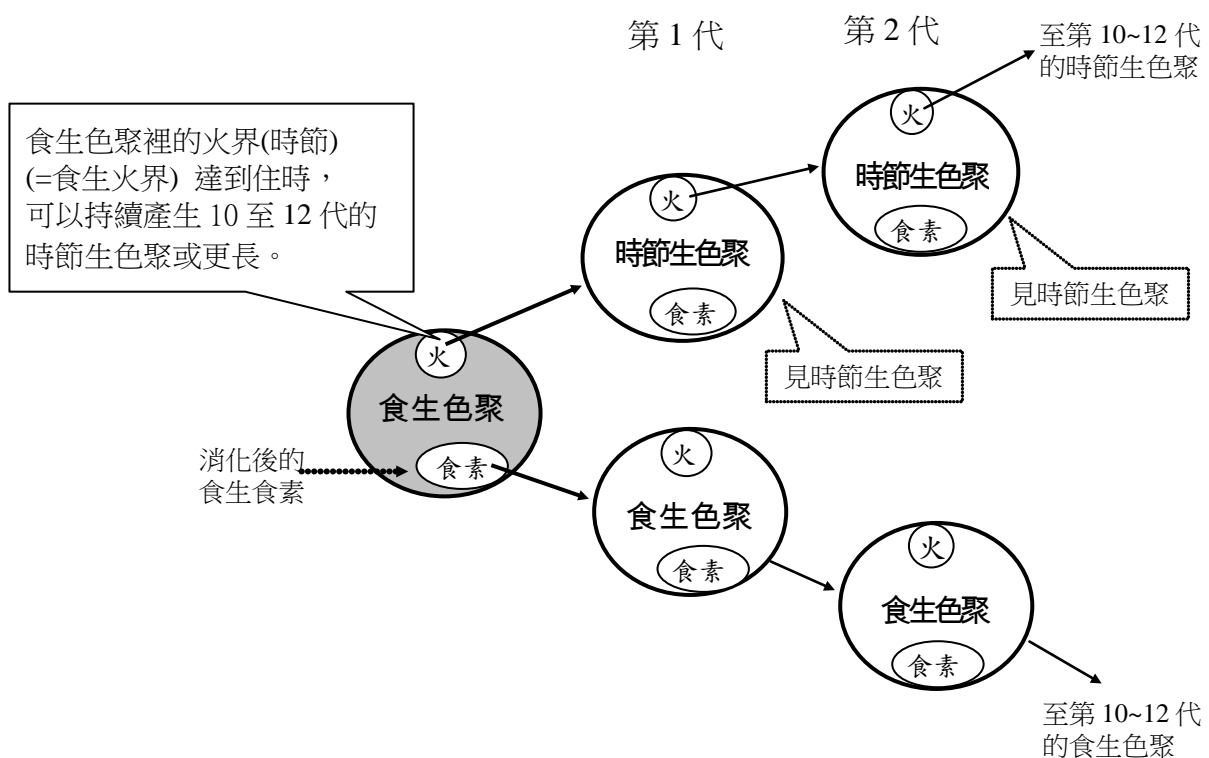 第 1 代
第 2 代
至第 10~12 代
的時節生色聚
食生色聚裡的火界(時節)
(=食生火界) 達到住時，
可以持續產生 10 至 12 代的
時節生色聚或更長。
火
時節生色聚
食素
見時節生色聚
火
時節生色聚
食素
見時節生色聚
火
食生色聚
食素
消化後的
食生食素
火
食生色聚
食素
火
食生色聚
食素
至第 10~12 代
的食生色聚